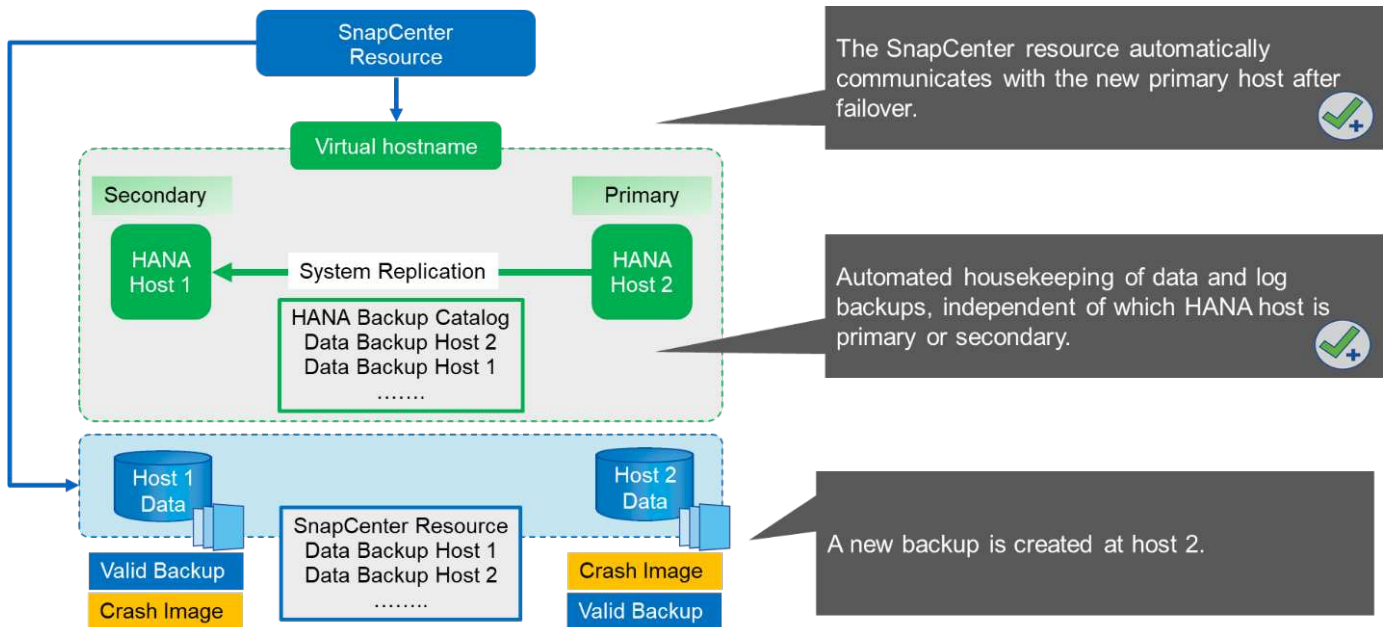 SnapCenter
Resource
Virtual hostname
Secondary
Primary
HANA
Host 1
System Replication
HANA
Host 2
HANA Backup Catalog
Data Backup Host 2
Data Backup Host 1
.......
Host 1
Data
Host 2
Data
SnapCenter Resource
Data Backup Host 1
Data Backup Host 2
........
Valid Backup
Crash Image
Crash Image
Valid Backup
The SnapCenter resource automatically
communicates with the new primary host after
failover.
Automated housekeeping of data and log
backups, independent of which HANA host is
primary or secondary.
A new backup is created at host 2.